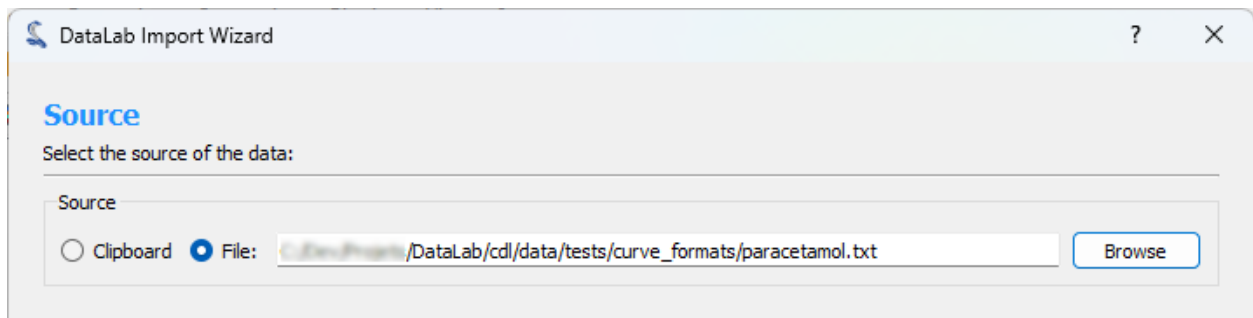 DataLab Import Wizard ? ×
Source
Select the source of the data:
Source
Clipboard File: /DataLab/cdl/data/tests/curve_formats/paracetamol.txt Browse